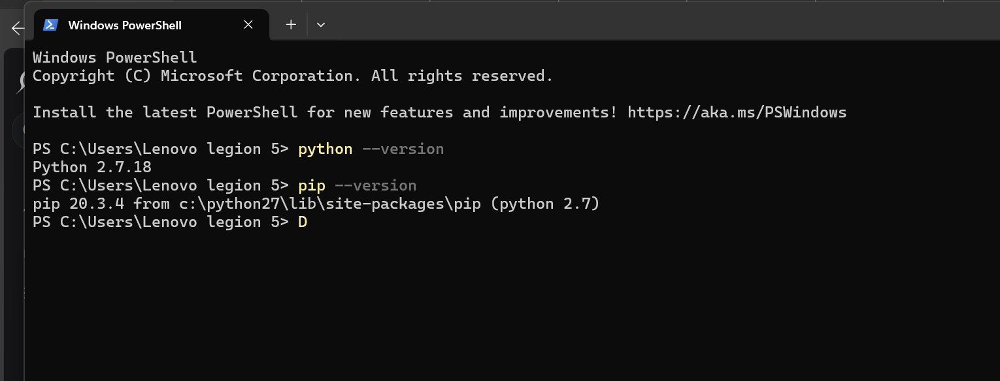 Windows PowerShell
Windows PowerShell
Copyright (C) Microsoft Corporation. All rights reserved.
Install the latest PowerShell for new features and improvements! https://aka.ms/PSWindows
PS C:\Users\Lenovo legion 5> python --version
Python 2.7.18
PS C:\Users\Lenovo legion 5> pip --version
pip 20.3.4 from c:\python27\lib\site-packages\pip (python 2.7)
PS C:\Users\Lenovo legion 5> D